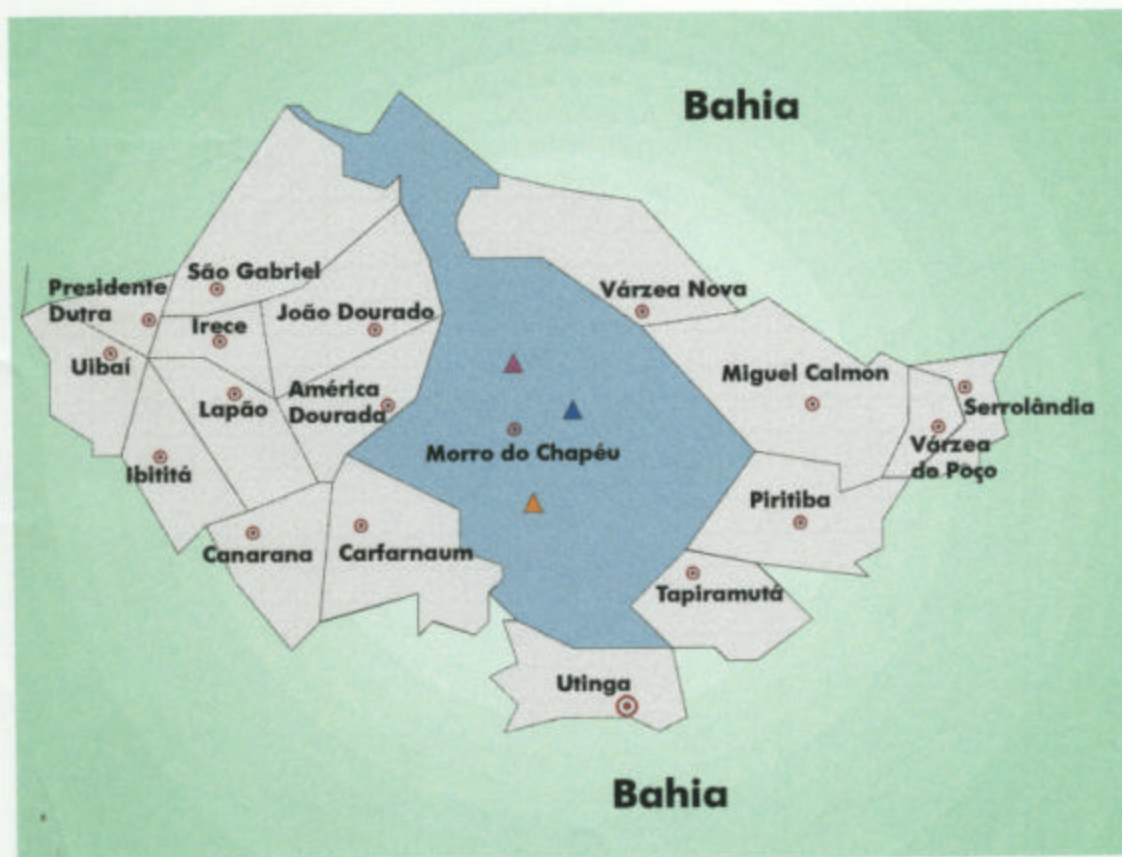 Bahia
São Gabriel
Presidente
Dutra
Várzea Nova
João Dourado
Irece
Uibaí
Miguel Calmon
América
Dourada
Lapão
Serrolândia
Várzea
do Poço
Morro do Chapéu
Ibititá
Piritiba
Canarana
Carfarnaum
Tapiramutá
Utinga
Bahia